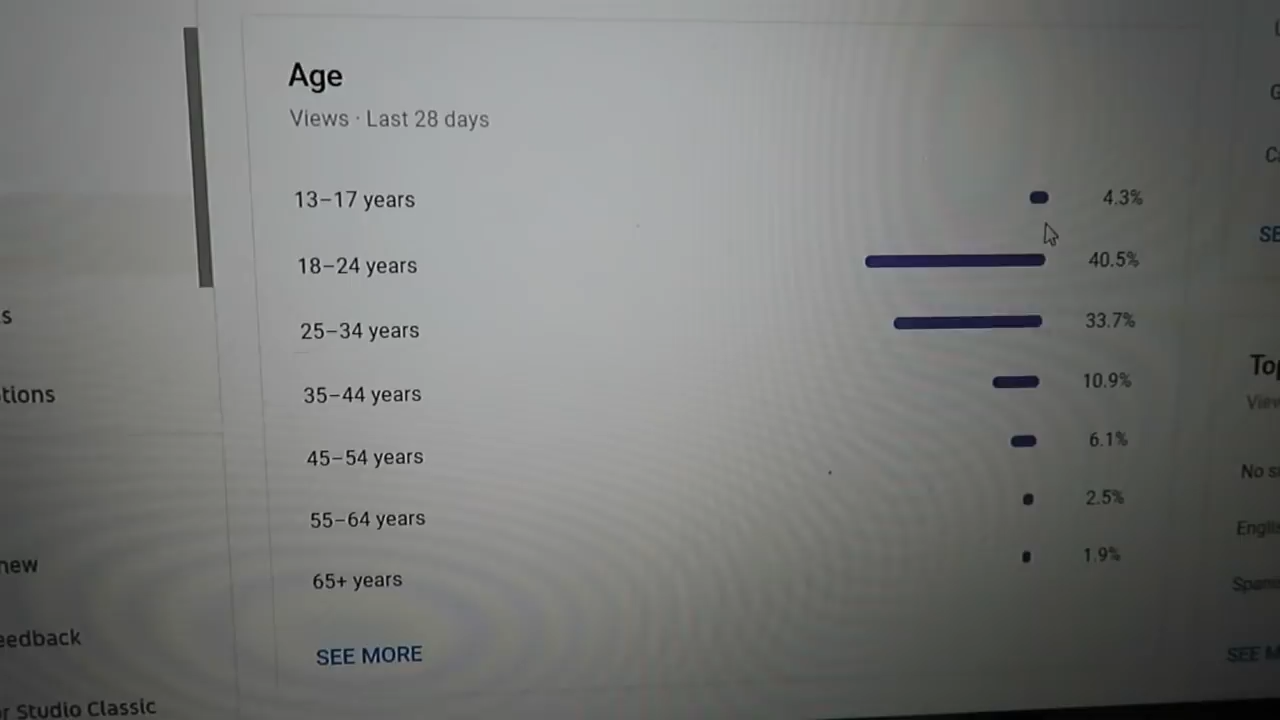 Age
Views · Last 28 days
13–17 years 4.3%
18–24 years 40.5%
25–34 years 33.7%
35–44 years 10.9%
45–54 years 6.1%
55–64 years 2.5%
65+ years 1.9%
SEE MORE
new
Studio Classic